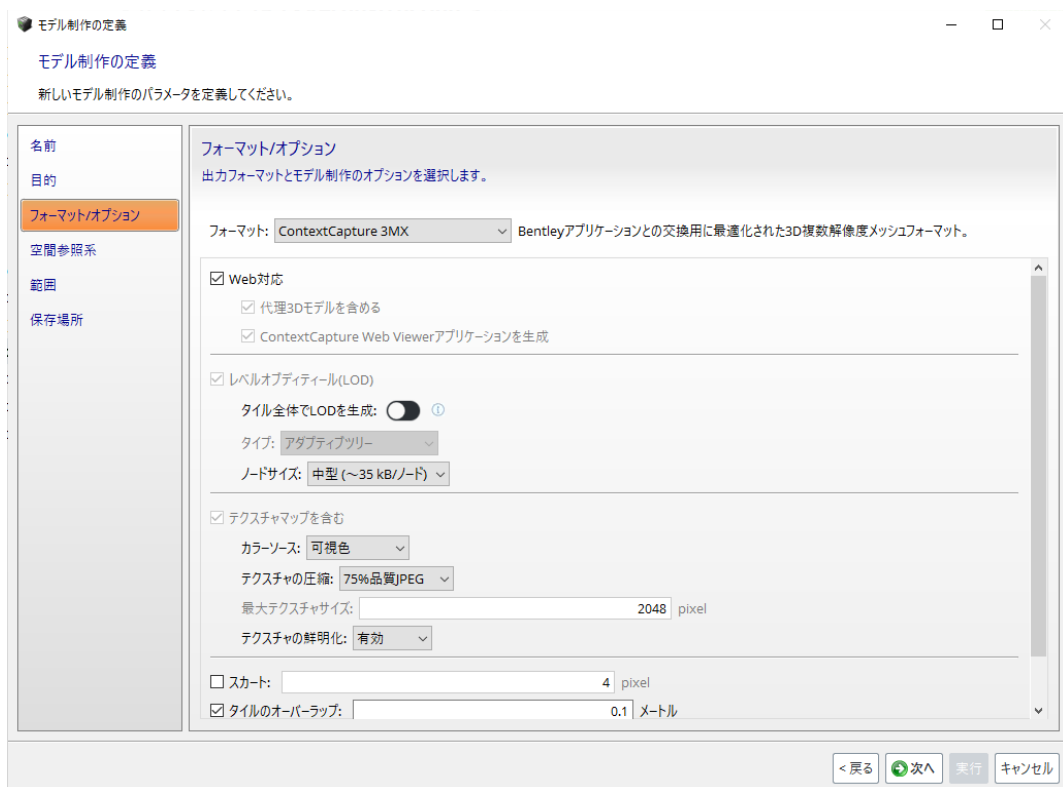 モデル制作の定義
モデル制作の定義
新しいモデル制作のパラメータを定義してください。
名前
目的
フォーマット/オプション
空間参照系
範囲
保存場所
フォーマット/オプション
出力フォーマットとモデル制作のオプションを選択します。
フォーマット: ContextCapture 3MX Bentleyアプリケーションとの交換用に最適化された3D複数解像度メッシュフォーマット。
Web対応
代理3Dモデルを含める
ContextCapture Web Viewerアプリケーションを生成
レベルオブディティール(LOD)
タイル全体でLODを生成:
タイプ: アダプティブツリー
ノードサイズ: 中型 (～35 kB/ノード)
テクスチャマップを含む
カラーソース: 可視色
テクスチャの圧縮: 75%品質JPEG
最大テクスチャサイズ: 2048 pixel
テクスチャの鮮明化: 有効
スカート: 4 pixel
タイルのオーバーラップ: 0.1 メートル
< 戻る 次へ 実行 キャンセル